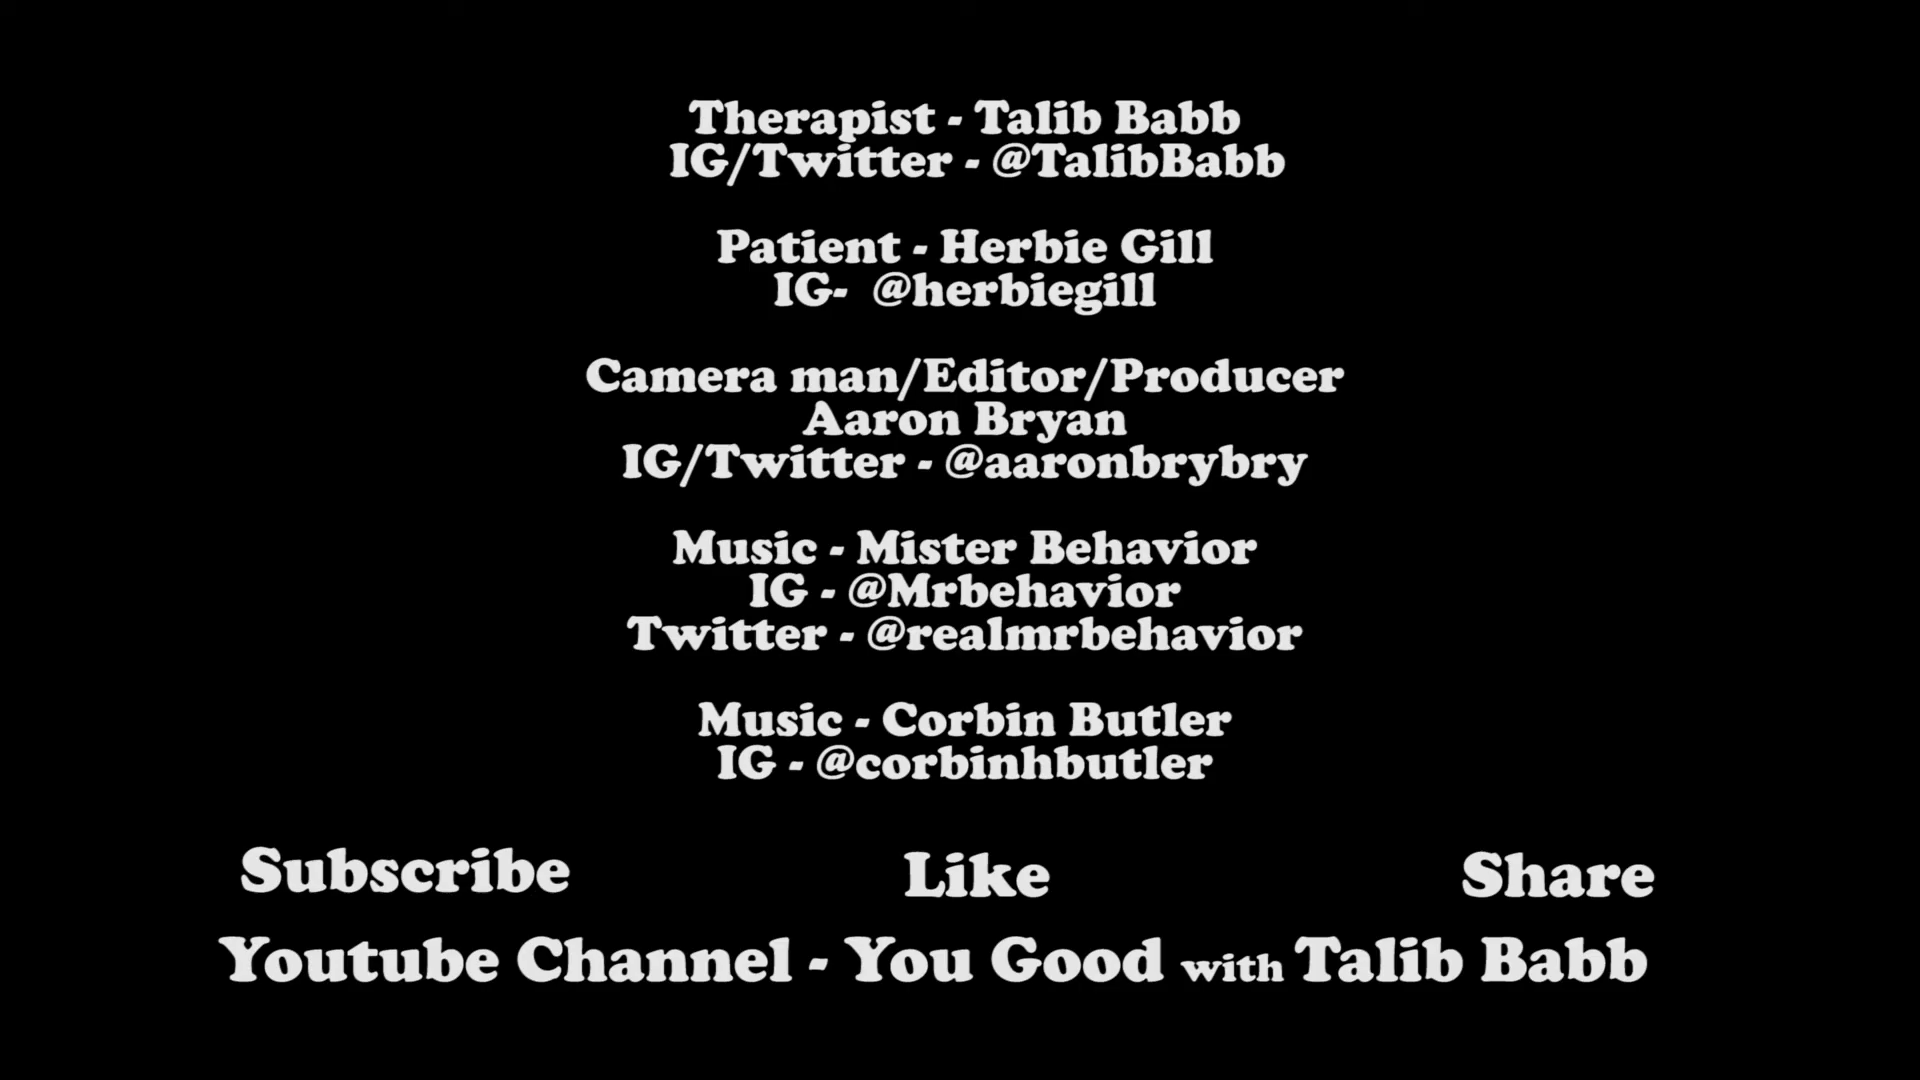 Therapist - Talib Babb
IG/Twitter - @TalibBabb
Patient - Herbie Gill
IG-  @herbiegill
Camera man/Editor/Producer
Aaron Bryan
IG/Twitter - @aaronbrybry
Music - Mister Behavior
IG - @Mrbehavior
Twitter - @realmrbehavior
Music - Corbin Butler
IG - @corbinhbutler
Subscribe Like Share
Youtube Channel - You Good with Talib Babb